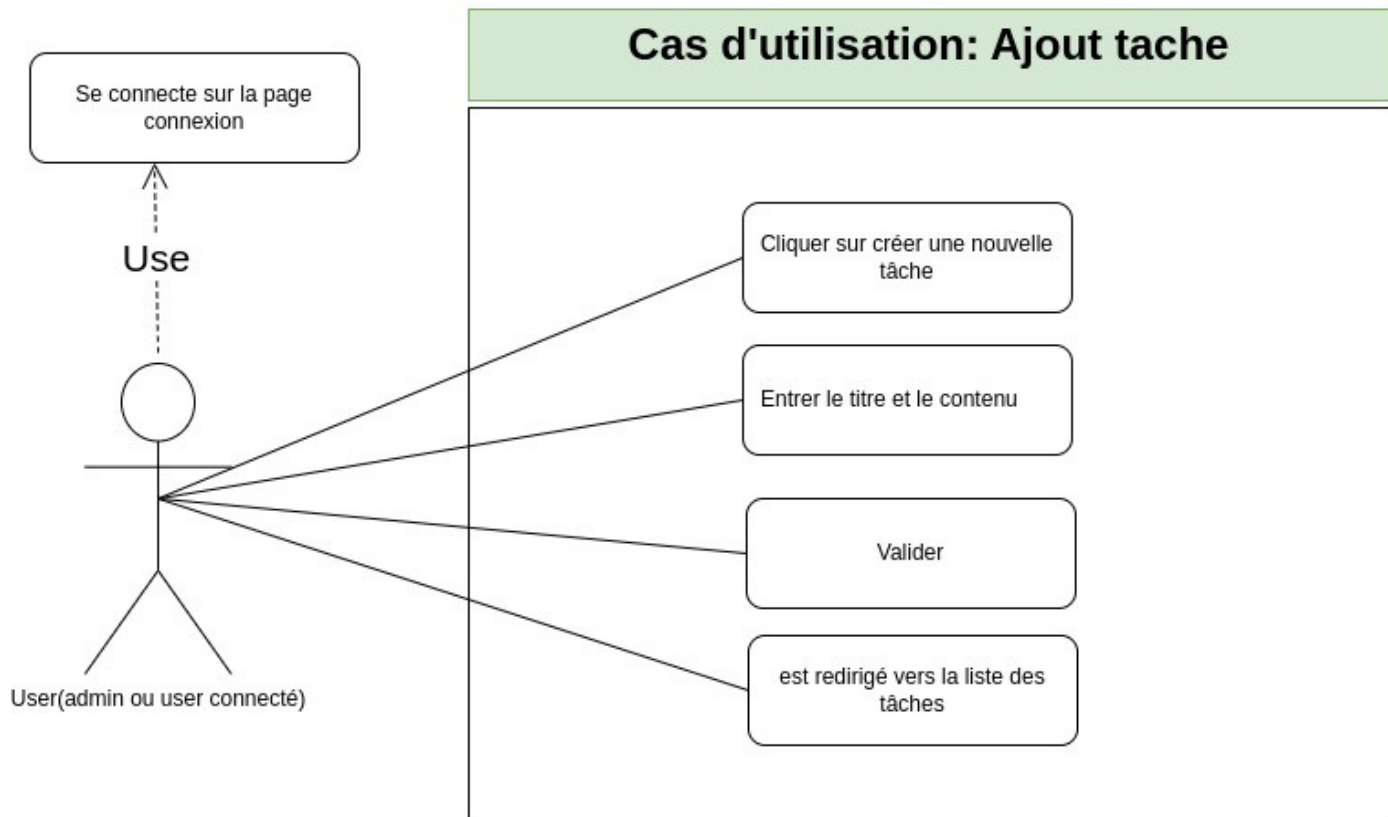 Cas d'utilisation: Ajout tache
Se connecte sur la page
connexion
Use
User(admin ou user connecté)
Cliquer sur créer une nouvelle
tâche
Entrer le titre et le contenu
Valider
est redirigé vers la liste des
tâches